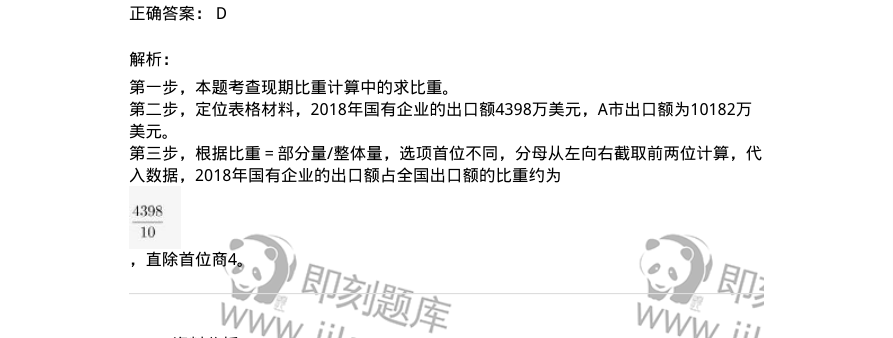 正确答案： D
解析：
第一步，本题考查现期比重计算中的求比重。
第二步，定位表格材料，2018年国有企业的出口额4398万美元，A市出口额为10182万
美元。
第三步，根据比重 = 部分量/整体量，选项首位不同，分母从左向右截取前两位计算，代
入数据，2018年国有企业的出口额占全国出口额的比重约为
4398
10
，直除首位商4。
即刻题库
即刻